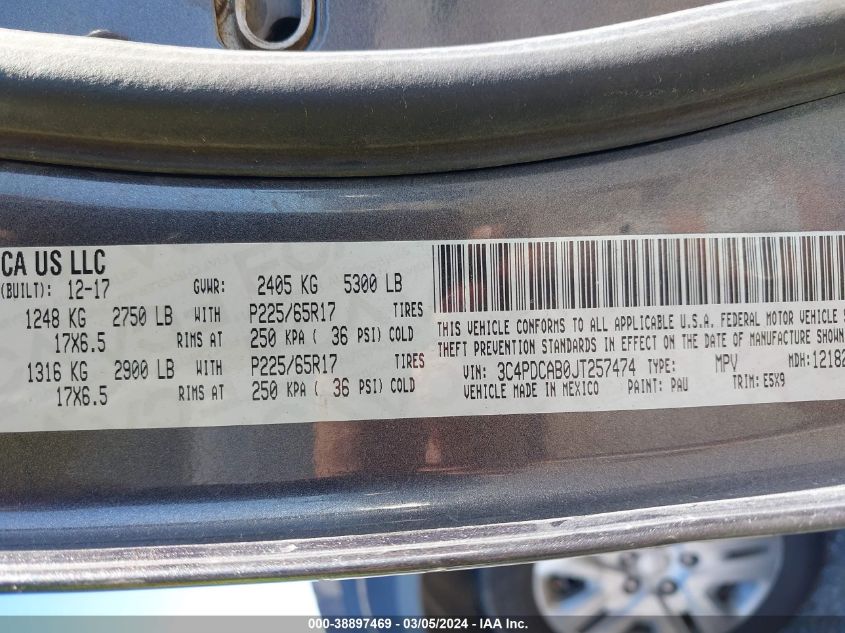 CA US LLC
(BUILT): 12-17 GVWR: 2405 KG 5300 LB
1248 KG 2750 LB WITH P225/65R17 TIRES
17X6.5 RIMS AT 250 KPA ( 36 PSI) COLD
1316 KG 2900 LB WITH P225/65R17 TIRES
17X6.5 RIMS AT 250 KPA ( 36 PSI) COLD
THIS VEHICLE CONFORMS TO ALL APPLICABLE U.S.A. FEDERAL MOTOR VEHICLE S
THEFT PREVENTION STANDARDS IN EFFECT ON THE DATE OF MANUFACTURE SHOWN
VIN: 3C4PDCAB0JT257474 TYPE: MPV MDH: 12182
VEHICLE MADE IN MEXICO PAINT: PAU TRIM: E5X9
000-38897469 - 03/05/2024 - IAA Inc.